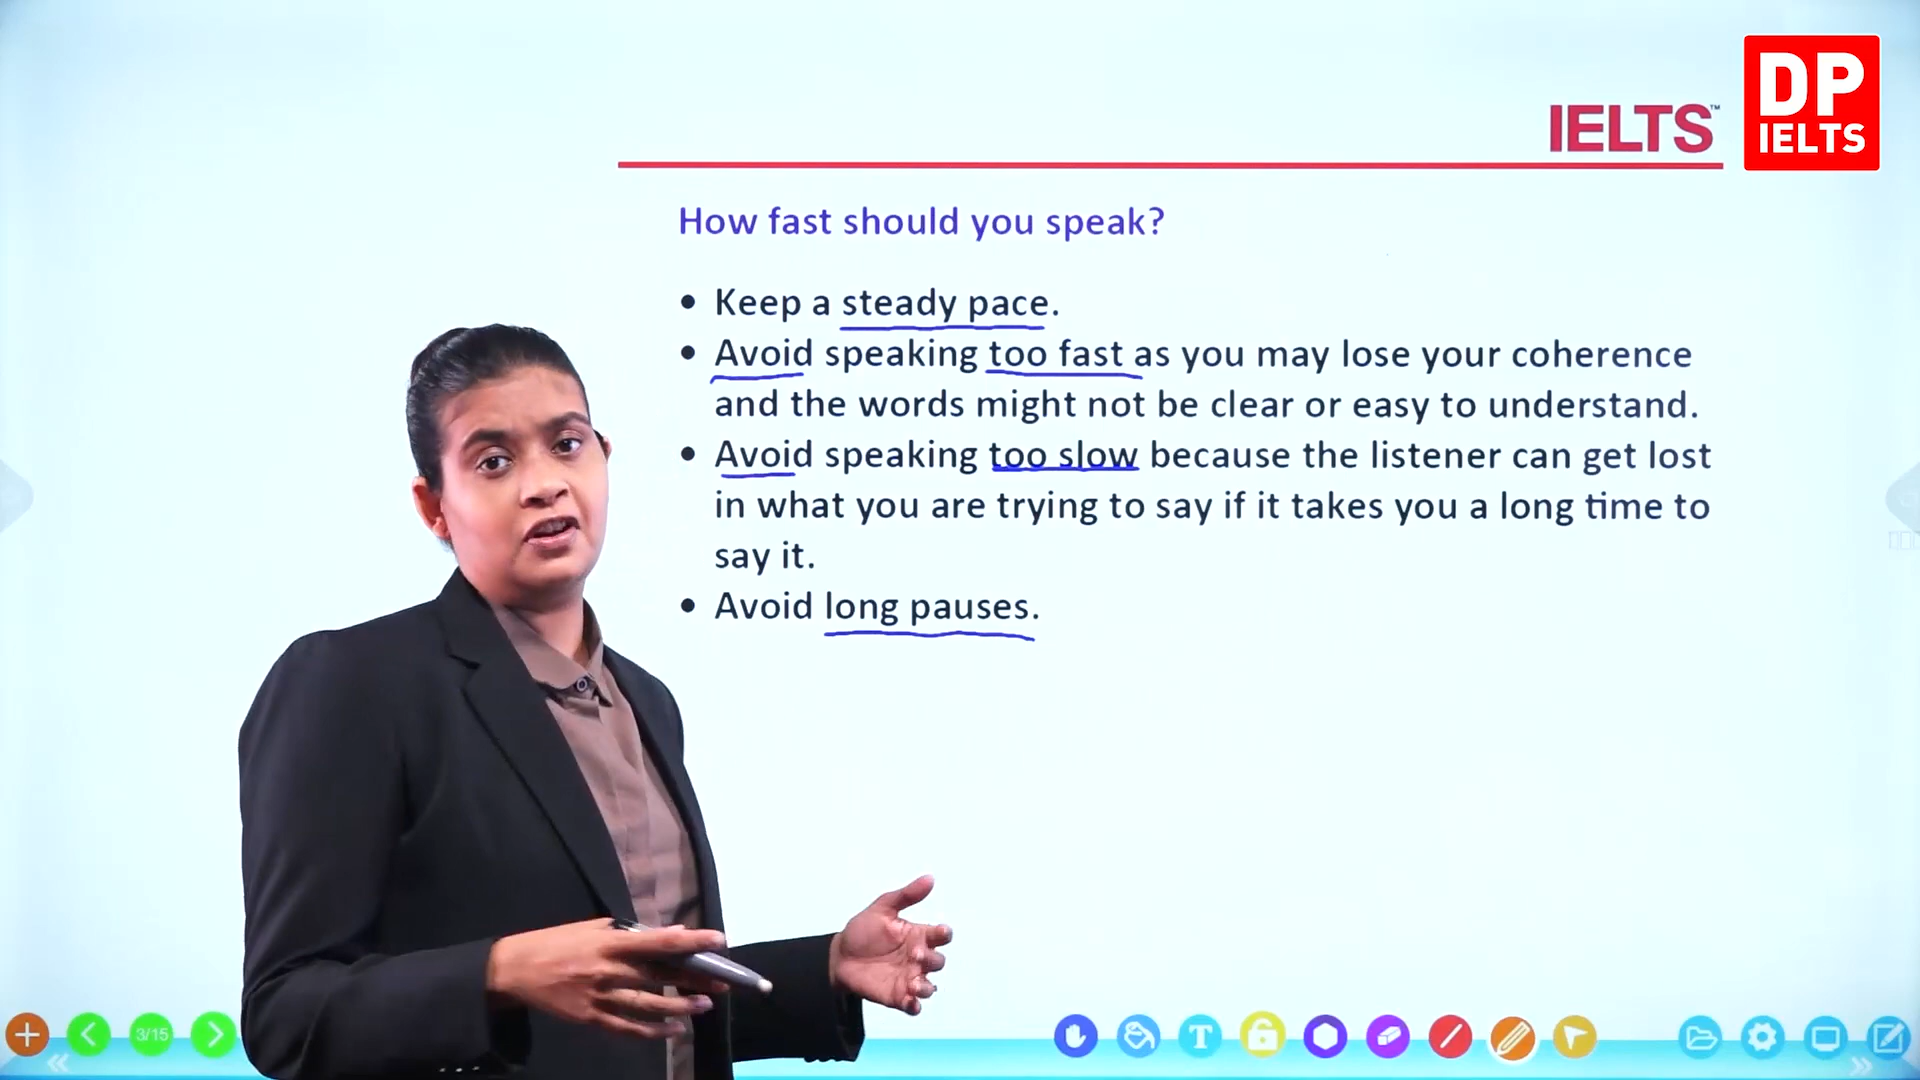 DP
IELTS
IELTS™
How fast should you speak?
• Keep a steady pace.
• Avoid speaking too fast as you may lose your coherence
and the words might not be clear or easy to understand.
• Avoid speaking too slow because the listener can get lost
in what you are trying to say if it takes you a long time to
say it.
• Avoid long pauses.
3/15
T